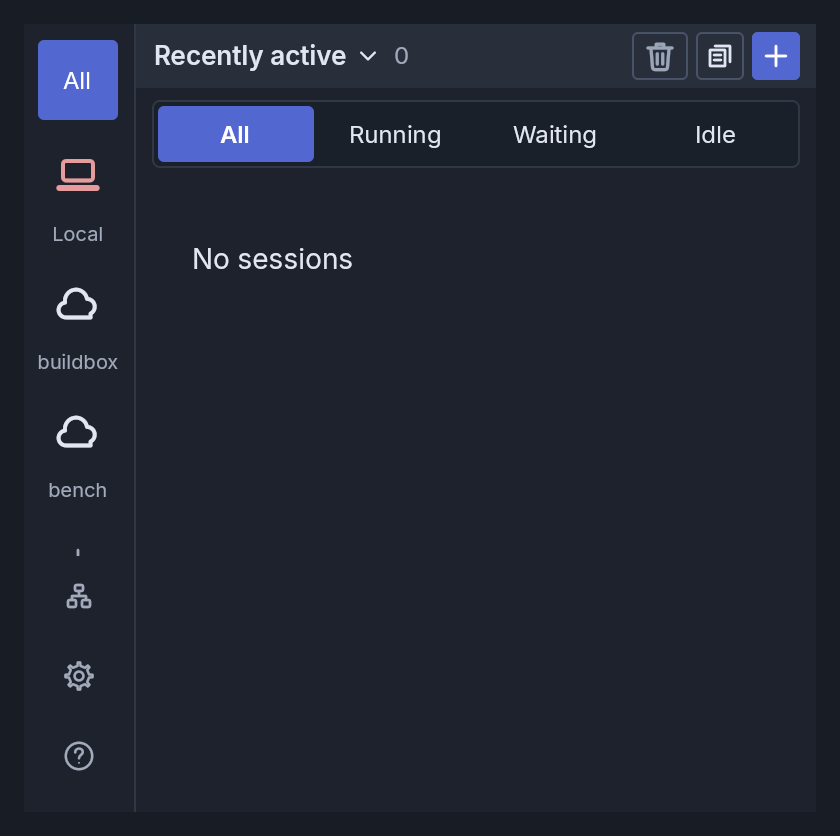 All
Recently active 0
All Running Waiting Idle
Local
No sessions
buildbox
bench